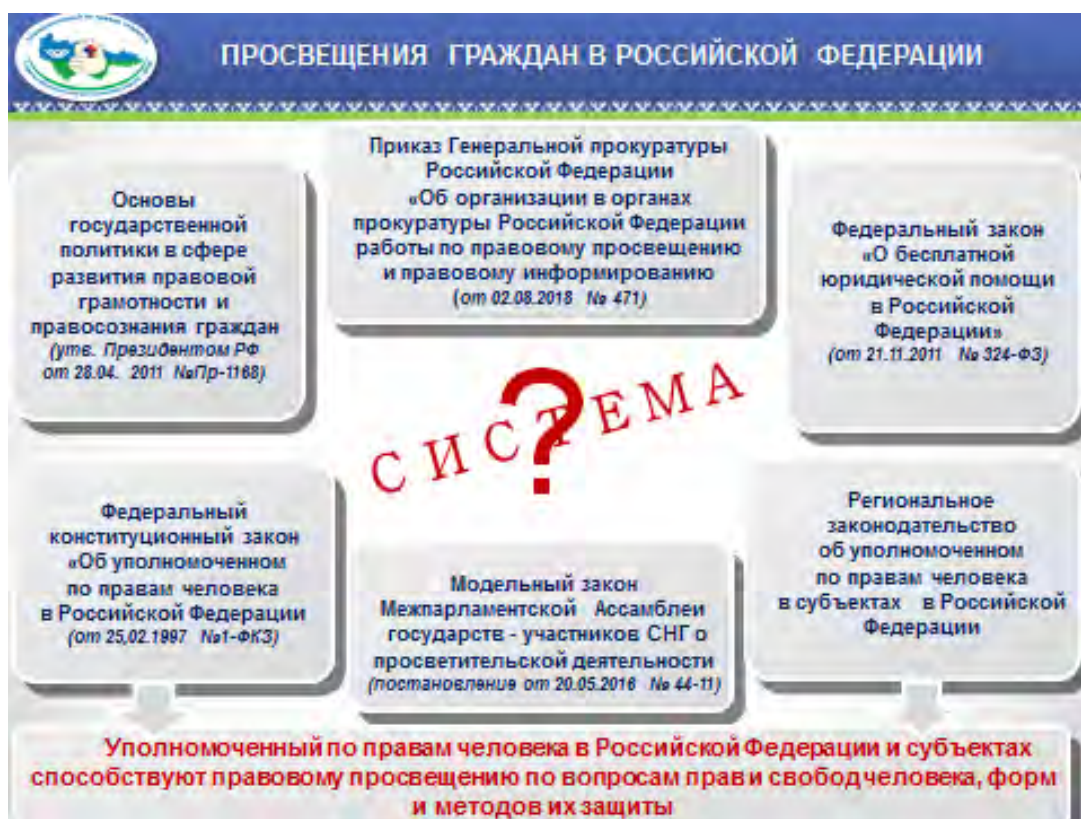 ПРОСВЕЩЕНИЯ ГРАЖДАН В РОССИЙСКОЙ ФЕДЕРАЦИИ
Основы
государственной
политики в сфере
развития правовой
грамотности и
правосознания граждан
(утв. Президентом РФ
от 28.04. 2011 №Пр-1168)
Приказ Генеральной прокуратуры
Российской Федерации
«Об организации в органах
прокуратуры Российской Федерации
работы по правовому просвещению
и правовому информированию
(от 02.08.2018 № 471)
Федеральный закон
«О бесплатной
юридической помощи
в Российской
Федерации»
(от 21.11.2011 № 324-ФЗ)
СИСТЕМА
?
Федеральный
конституционный закон
«Об уполномоченном
по правам человека
в Российской Федерации
(от 25,02.1997 №1-ФКЗ)
Модельный закон
Межпарламентской Ассамблеи
государств - участников СНГ о
просветительской деятельности
(постановление от 20.05.2016 № 44-11)
Региональное
законодательство
об уполномоченном
по правам человека
в субъектах в Российской
Федерации
Уполномоченный по правам человека в Российской Федерации и субъектах
способствуют правовому просвещению по вопросам прав и свобод человека, форм
и методов их защиты